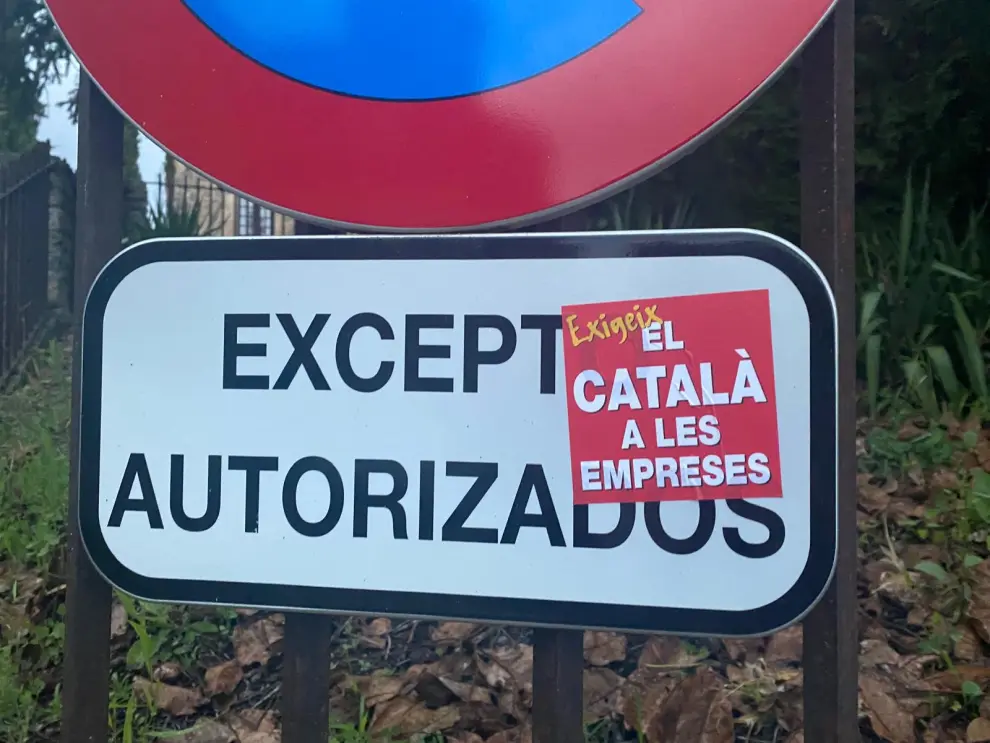 EXCEPT
AUTORIZADOS
Exigeix
EL
CATALÀ
A LES
EMPRESES